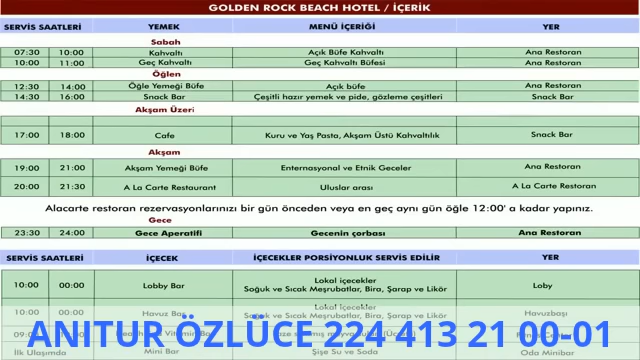 GOLDEN ROCK BEACH HOTEL / İÇERİK
SERVİS SAATLERİ YEMEK MENÜ İÇERİĞİ YER
Sabah
07:30 10:00 Kahvaltı Açık Büfe Kahvaltı Ana Restoran
10:00 11:00 Geç Kahvaltı Geç Kahvaltı Büfesi Ana Restoran
Öğlen
12:30 14:00 Öğle Yemeği Büfe Açık büfe Ana Restoran
14:30 16:00 Snack Bar Çeşitli hazır yemek ve pide, gözleme çeşitleri Snack Bar
Akşam Üzeri
17:00 18:00 Cafe Kuru ve Yaş Pasta, Akşam Üstü Kahvaltılık Snack Bar
Akşam
19:00 21:00 Akşam Yemeği Büfe Enternasyonal ve Etnik Geceler Ana Restoran
20:00 21:30 A La Carte Restaurant Uluslar arası A La Carte Restoran
Alacarte restoran rezervasyonlarınızı bir gün önceden veya en geç aynı gün öğle 12:00' a kadar yapınız.
Gece
23:30 24:00 Gece Aperatifi Gecenin çorbası Ana Restoran
SERVİS SAATLERİ İÇECEK İÇECEKLER PORSİYONLUK SERVİS EDİLİR YER
10:00 00:00 Lobby Bar Lokal içecekler Loby
Soğuk ve Sıcak Meşrubatlar, Bira, Şarap ve Likör
10:00 00:00 Havuz Bar Lokal içecekler Havuzbaşı
Soğuk ve Sıcak Meşrubatlar, Bira, Şarap ve Likör
ANITUR ÖZLÜCE 224 413 21 00-01
İlk Ulaşımda Mini Bar Şişe Su ve Soda Oda Minibar